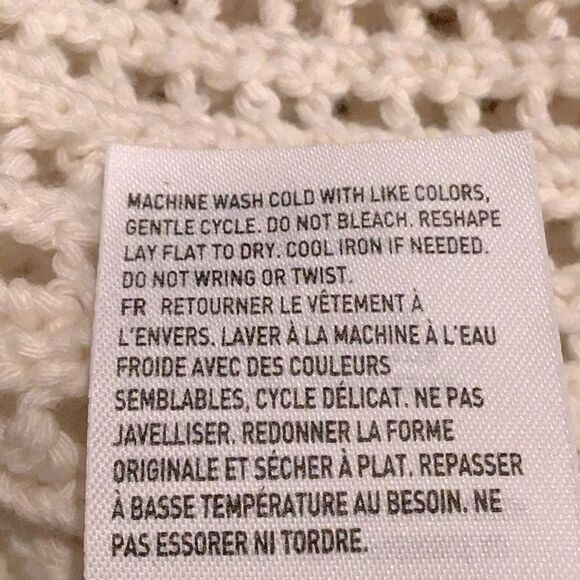 MACHINE WASH COLD WITH LIKE COLORS,
GENTLE CYCLE. DO NOT BLEACH. RESHAPE
LAY FLAT TO DRY. COOL IRON IF NEEDED.
DO NOT WRING OR TWIST.
FR RETOURNER LE VÊTEMENT À
L'ENVERS. LAVER À LA MACHINE À L'EAU
FROIDE AVEC DES COULEURS
SEMBLABLES, CYCLE DÉLICAT. NE PAS
JAVELLISER. REDONNER LA FORME
ORIGINALE ET SÉCHER À PLAT. REPASSER
À BASSE TEMPÉRATURE AU BESOIN. NE
PAS ESSORER NI TORDRE.